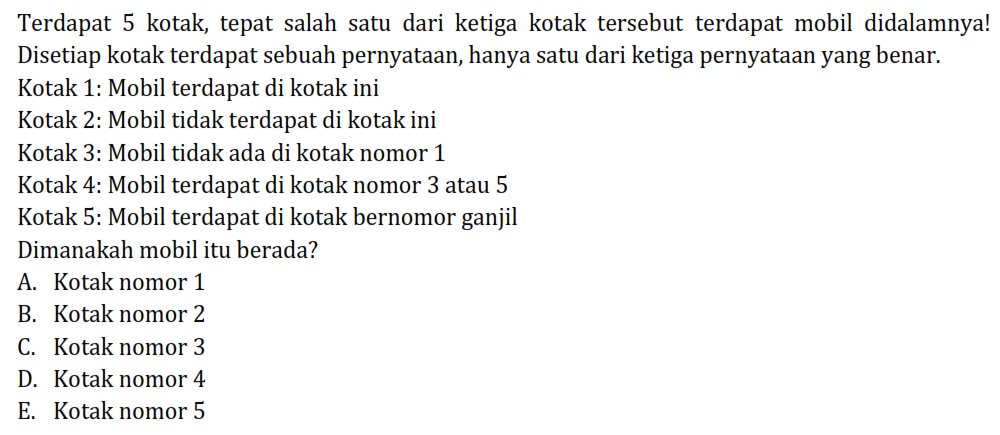 Terdapat 5 kotak, tepat salah satu dari ketiga kotak tersebut terdapat mobil didalamnya!
Disetiap kotak terdapat sebuah pernyataan, hanya satu dari ketiga pernyataan yang benar.
Kotak 1: Mobil terdapat di kotak ini
Kotak 2: Mobil tidak terdapat di kotak ini
Kotak 3: Mobil tidak ada di kotak nomor 1
Kotak 4: Mobil terdapat di kotak nomor 3 atau 5
Kotak 5: Mobil terdapat di kotak bernomor ganjil
Dimanakah mobil itu berada?
A. Kotak nomor 1
B. Kotak nomor 2
C. Kotak nomor 3
D. Kotak nomor 4
E. Kotak nomor 5